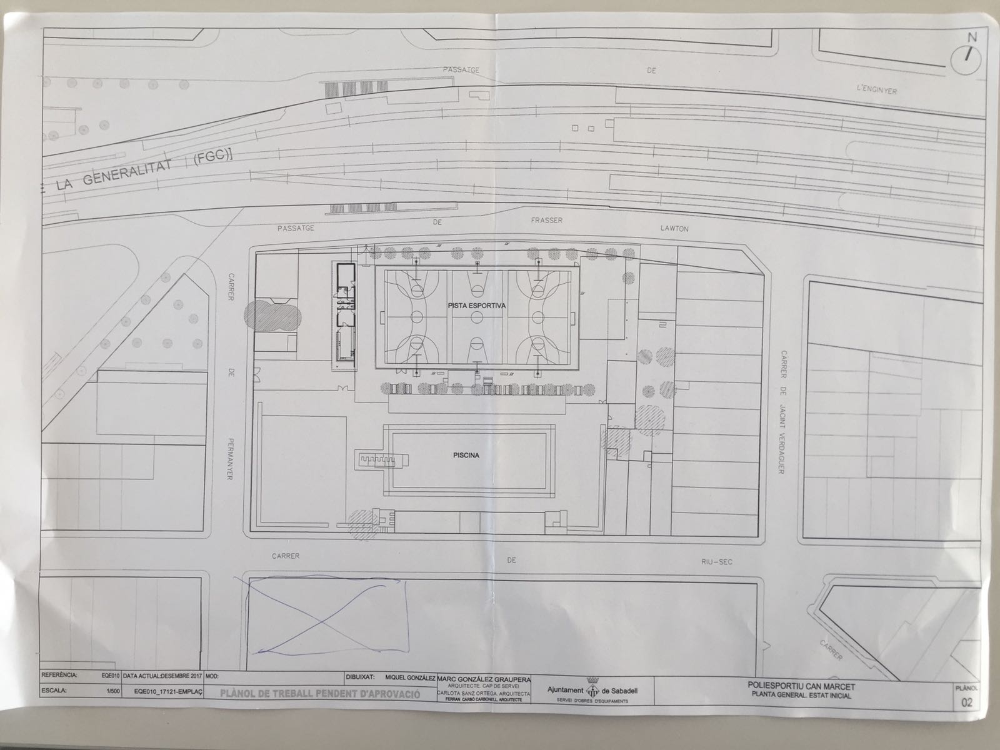 N
PASSATGE DE L'ENGINYER
LA GENERALITAT (FGC)]
PASSATGE DE FRASSER LAWTON
CARRER DE PERMANYER
PISTA ESPORTIVA
CARRER DE JACINT VERDAGUER
PISCINA
CARRER DE RIU-SEC
CARRER
REFERÈNCIA: EQE010 DATA ACTUAL: DESEMBRE 2017 MOD:
DIBUIXAT: MIQUEL GONZÁLEZ
ESCALA: 1/500 EQE010_17121-EMPLAÇ
PLÀNOL DE TREBALL PENDENT D'APROVACIÓ
MARC GONZÁLEZ GRAUPERA
ARQUITECTE. CAP DE SERVEI
CARLOTA SANZ ORTEGA. ARQUITECTA
FERRAN CARBÓ CARBONELL. ARQUITECTE
Ajuntament de Sabadell
SERVEI D'OBRES D'EQUIPAMENTS
POLIESPORTIU CAN MARCET
PLANTA GENERAL. ESTAT INICIAL
PLÀNOL
02